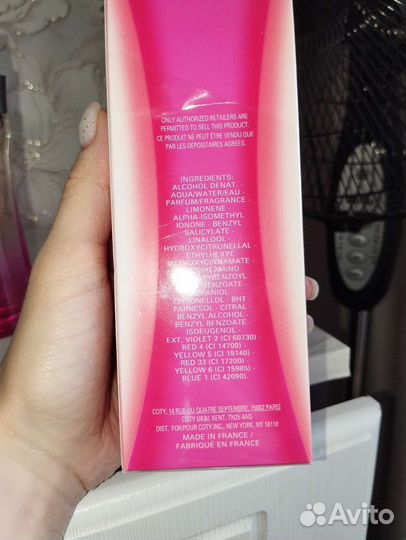 ONLY AUTHORIZED RETAILERS ARE
PERMITTED TO SELL THIS PRODUCT.
CE PRODUIT NE PEUT ÊTRE VENDU QUE
PAR LES DÉPOSITAIRES AGRÉES.
INGREDIENTS:
ALCOHOL DENAT. -
AQUA/WATER/EAU -
PARFUM/FRAGRANCE -
LIMONENE
ALPHA-ISOMETHYL
IONONE - BENZYL
SALICYLATE -
LINALOOL
HYDROXYCITRONELLAL -
ETHYLHEXYL
METHOXYCINNAMATE -
CITRONELLOL - BHT -
FARNESOL - CITRAL -
BENZYL ALCOHOL -
BENZYL BENZOATE -
ISOEUGENOL
EXT. VIOLET 2 (CI 60730) -
RED 4 (CI 14700) -
YELLOW 5 (CI 19140)
RED 33 (CI 17200) -
YELLOW 6 (CI 15985) -
BLUE 1 (CI 42090).
COTY, 14 RUE DU QUATRE SEPTEMBRE, 75002 PARIS
COTY UK&I, KENT, TN25 4AQ
DIST. FOR/POUR COTY INC., NEW YORK, NY 10118
MADE IN FRANCE /
FABRIQUÉ EN FRANCE
Avito